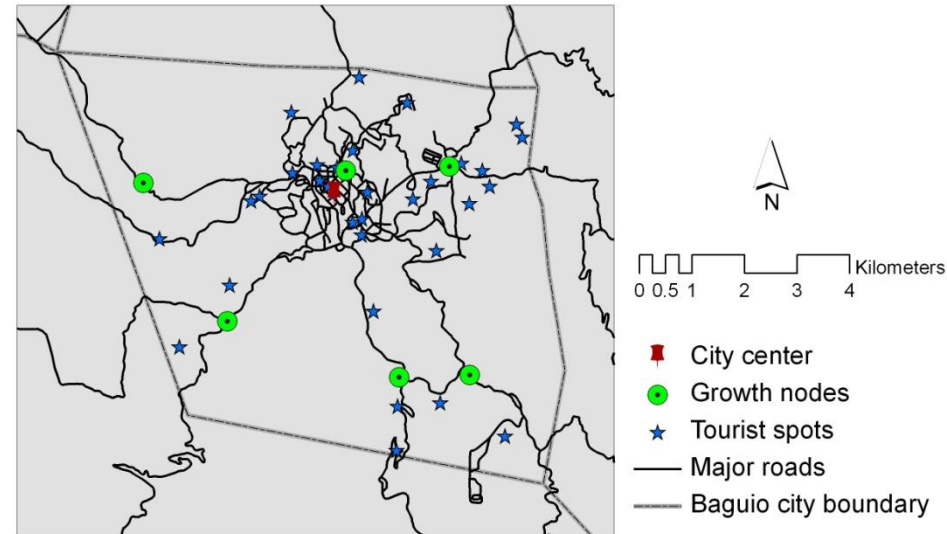 N
Kilometers
0 0.5 1 2 3 4
City center
Growth nodes
Tourist spots
Major roads
Baguio city boundary